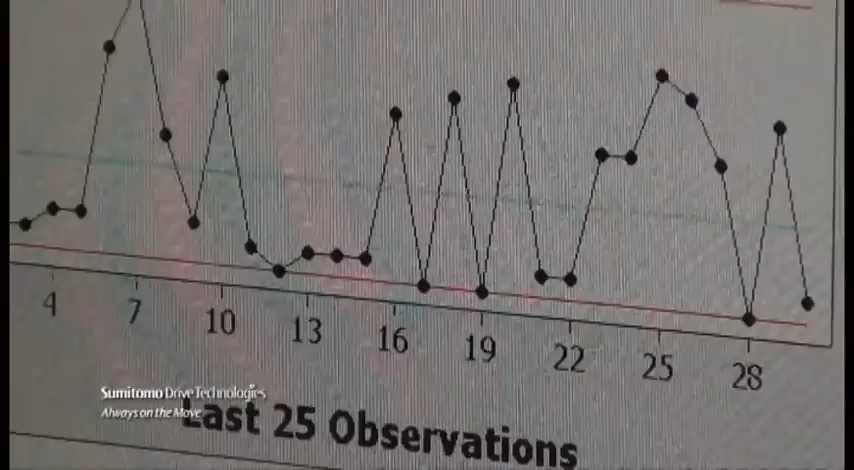 4 7 10 13 16 19 22 25 28
Sumitomo Drive Technologies
Always on the Move
Last 25 Observations